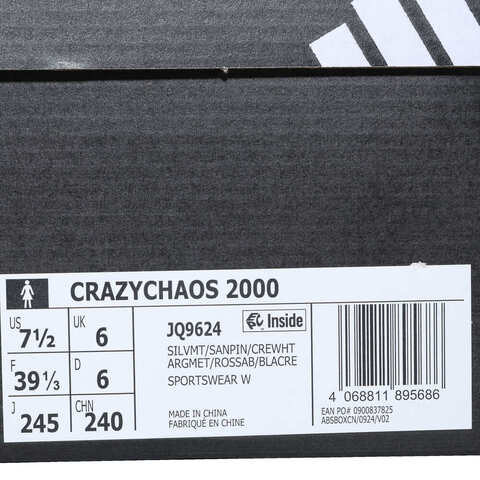 CRAZYCHAOS 2000
US 7½ UK 6
F 39⅓ D 6
J 245 CHN 240
JQ9624 Inside
SILVMT/SANPIN/CREWHT
ARGMET/ROSSAB/BLACRE
SPORTSWEAR W
MADE IN CHINA
FABRIQUÉ EN CHINE
4 068811 895686
EAN PO# 0900837825
ABSBOXCN/0924/V02